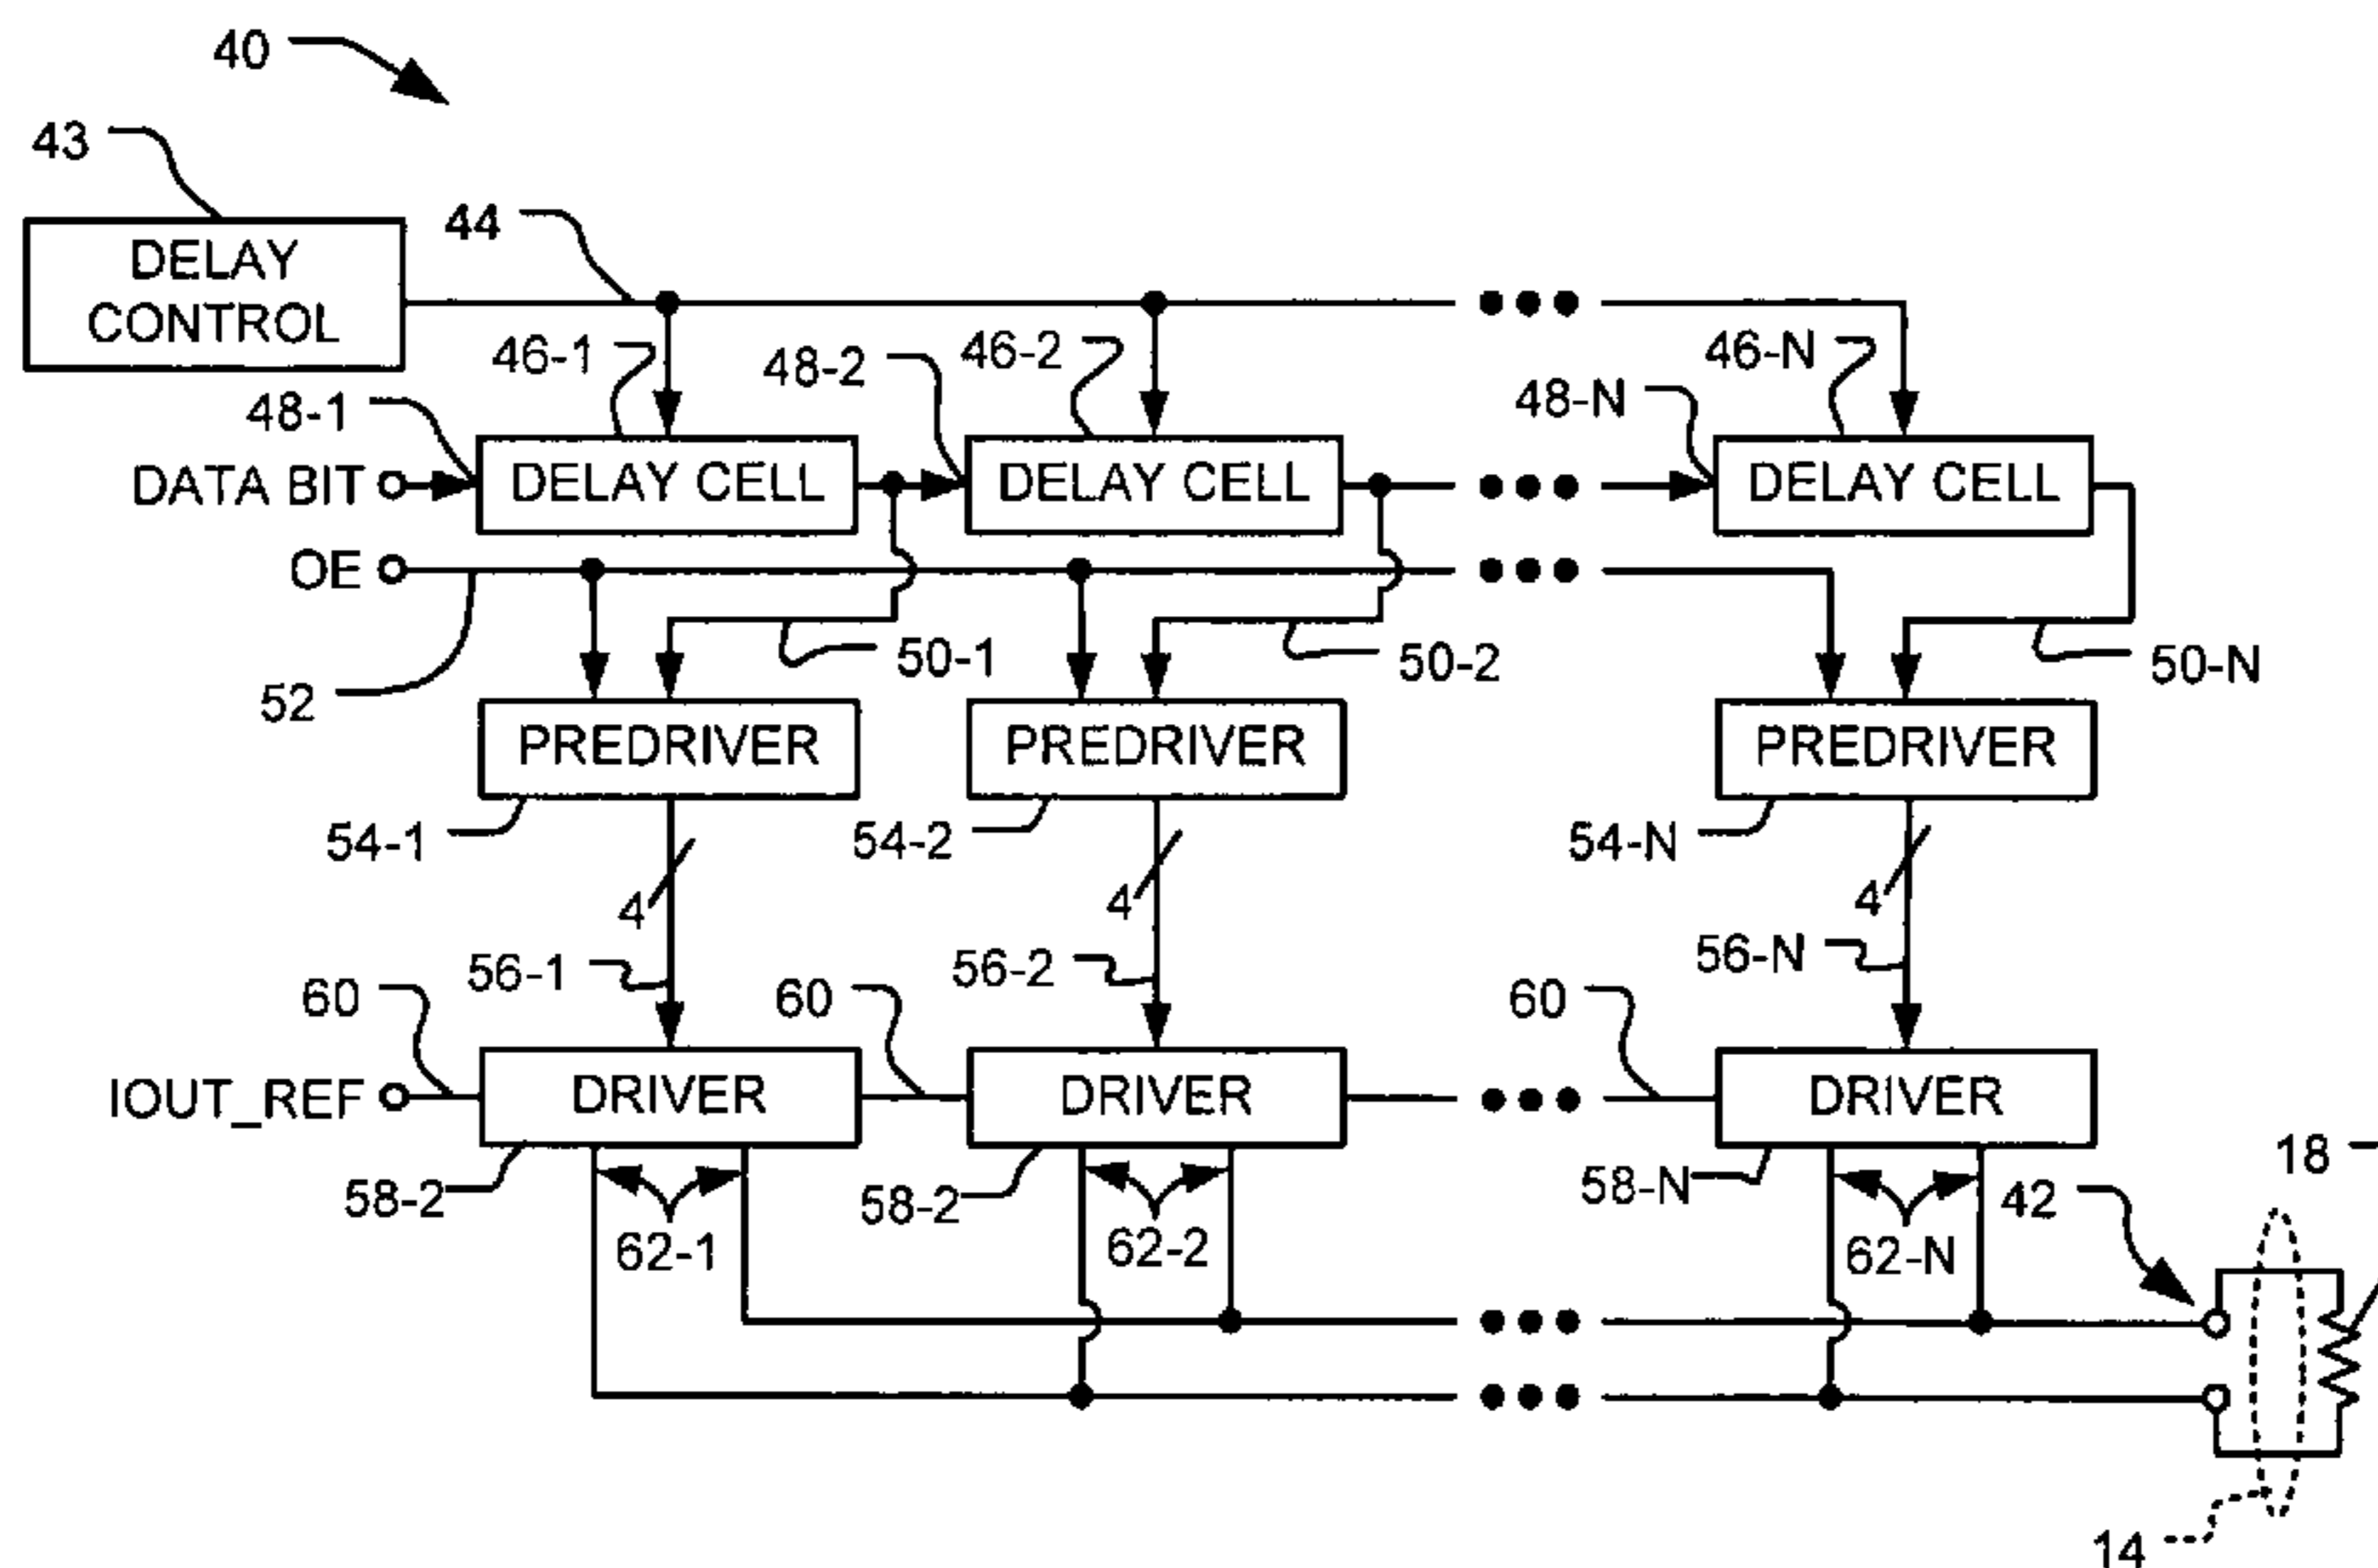 40
43
44
DELAY
CONTROL
46-1
48-2
46-2
46-N
48-1
48-N
DATA BIT
DELAY CELL
DELAY CELL
DELAY CELL
OE
52
50-1
50-2
50-N
PREDRIVER
PREDRIVER
PREDRIVER
54-1
54-2
54-N
4
4
4
56-1
56-2
56-N
60
60
60
IOUT_REF
DRIVER
DRIVER
DRIVER
58-2
58-2
58-N
18
42
62-1
62-2
62-N
14